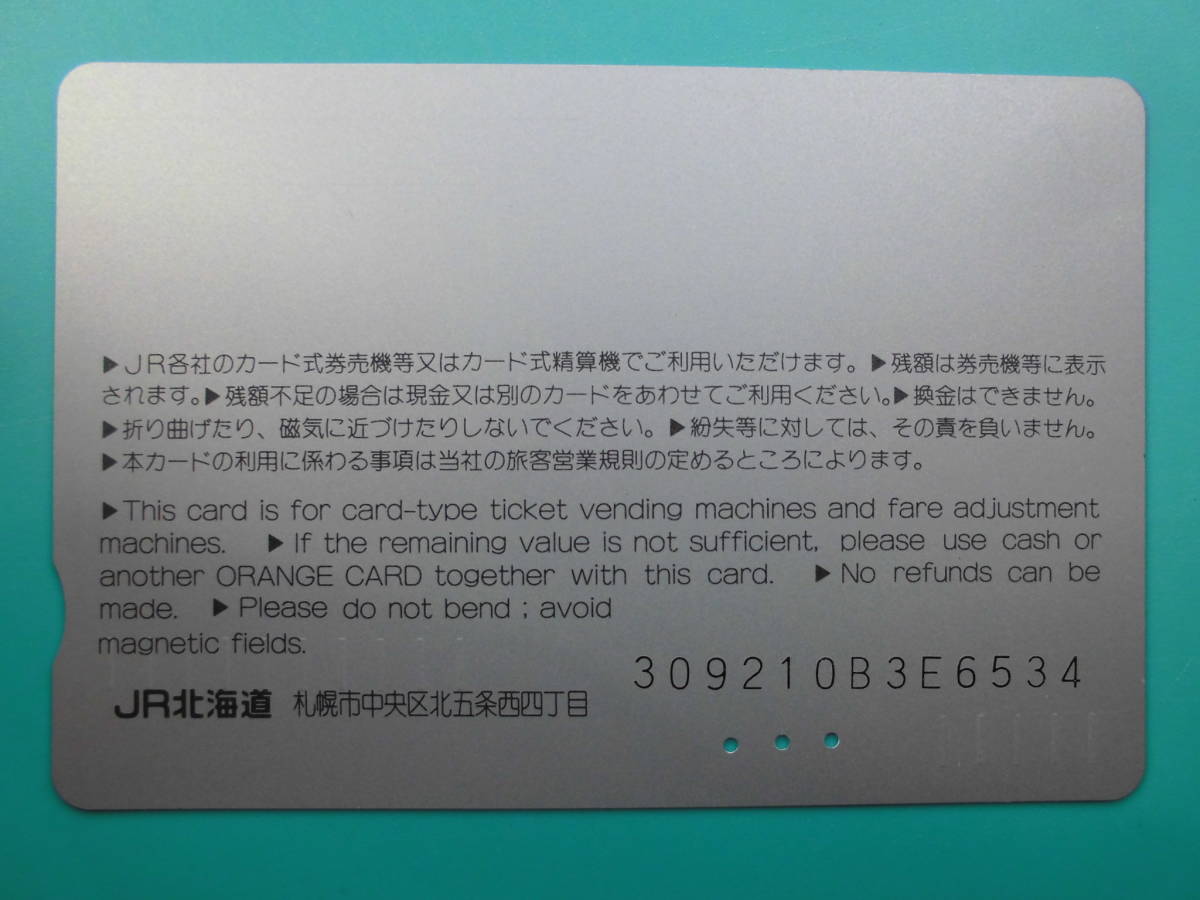 ▶JR各社のカード式券売機等又はカード式精算機でご利用いただけます。▶残額は券売機等に表示
されます。▶残額不足の場合は現金又は別のカードをあわせてご利用ください。▶換金はできません。
▶折り曲げたり、磁気に近づけたりしないでください。▶紛失等に対しては、その責を負いません。
▶本カードの利用に係わる事項は当社の旅客営業規則の定めるところによります。
▶This card is for card-type ticket vending machines and fare adjustment
machines. ▶If the remaining value is not sufficient, please use cash or
another ORANGE CARD together with this card. ▶No refunds can be
made. ▶Please do not bend ; avoid
magnetic fields.
309210B3E6534
JR北海道 札幌市中央区北五条西四丁目